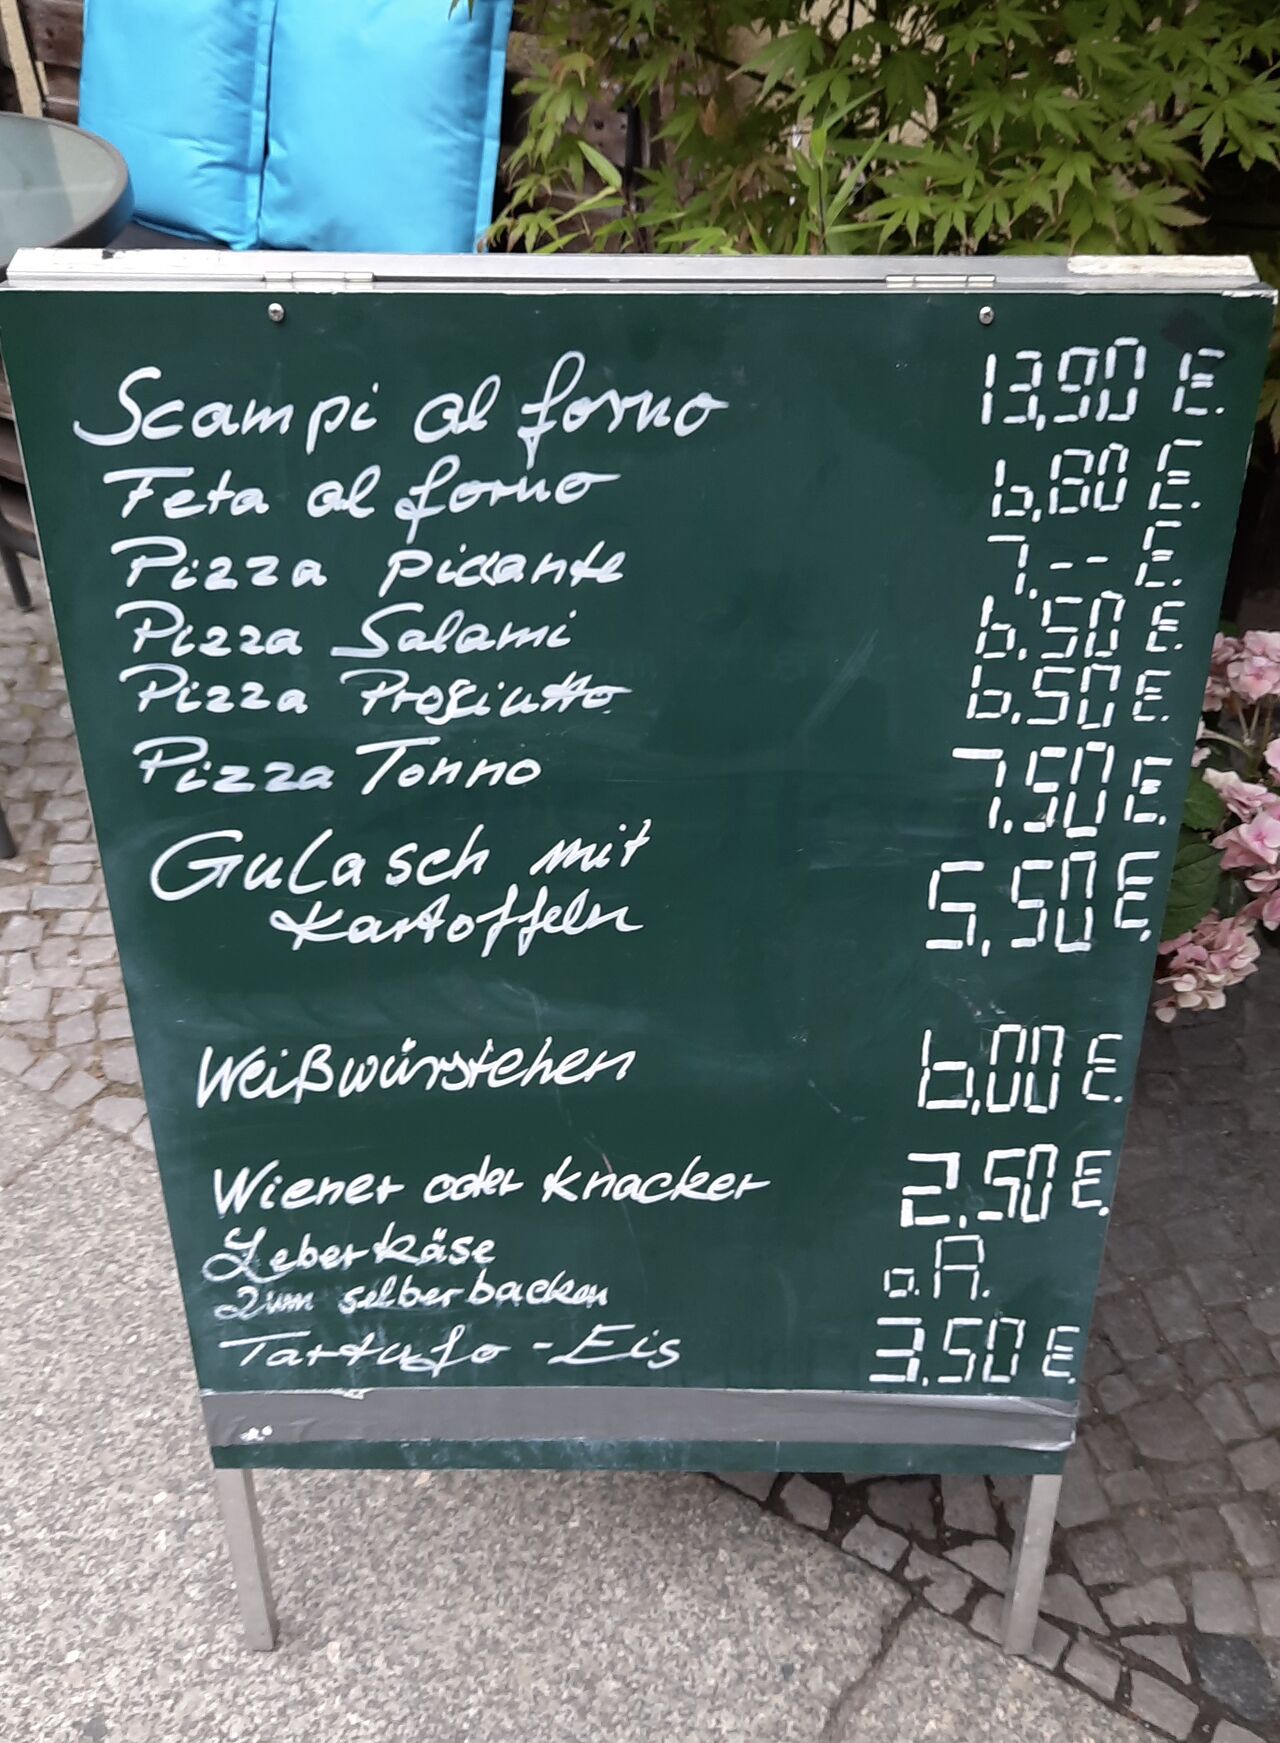 Scampi al forno 13,90 E.
Feta al forno 6,80 E.
Pizza piccante 7,-- E.
Pizza Salami 6,50 E.
Pizza Prosciutto 6,50 E.
Pizza Tonno 7,50 E.
Gulasch mit
Kartoffeln 5,50 E.
Weißwürstchen 6,00 E.
Wiener oder Knacker 2,50 E.
Leberkäse
zum selberbacken o.A.
Tartufo-Eis 3,50 E.